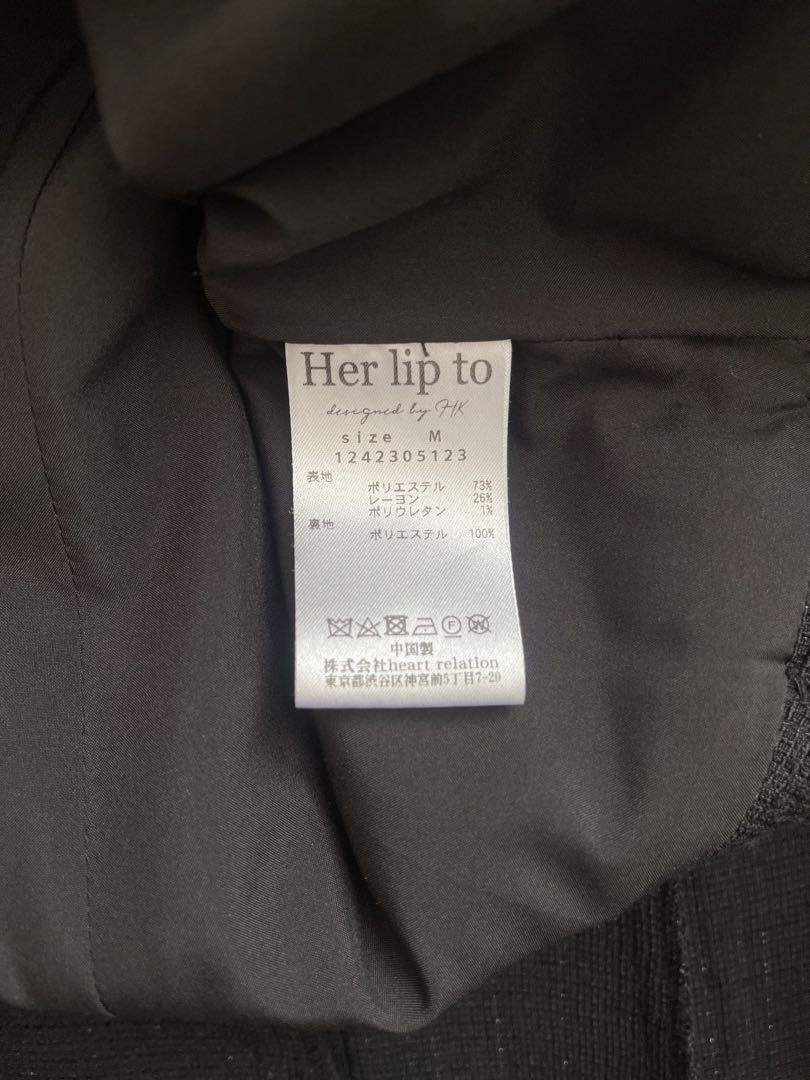 Her lip to
designed by HK
size M
1242305123
表地
ポリエステル 73%
レーヨン 26%
ポリウレタン 1%
裏地
ポリエステル 100%
中国製
株式会社heart relation
東京都渋谷区神宮前5丁目7-20